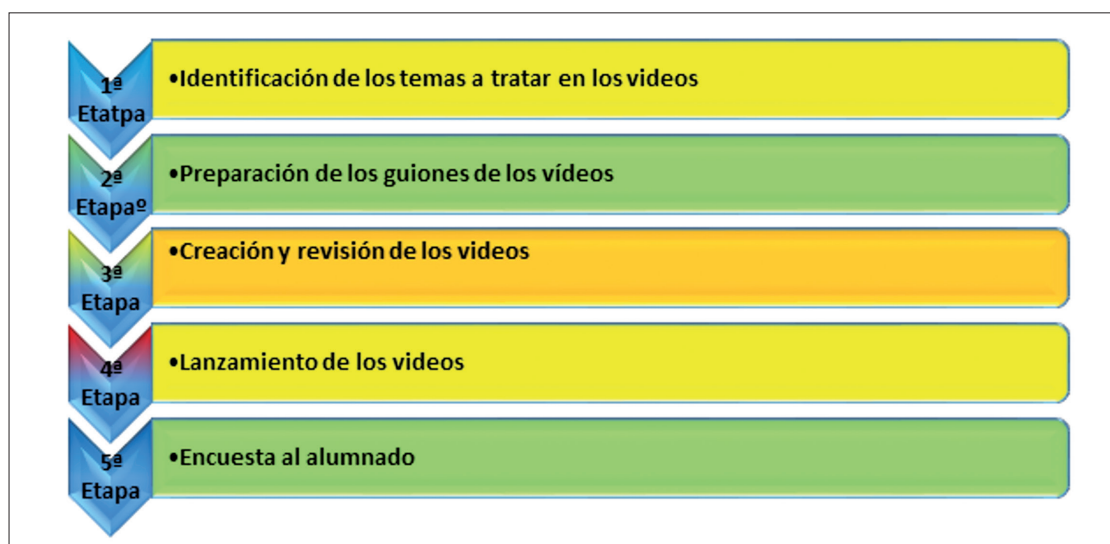 1ª
Etatpa
•Identificación de los temas a tratar en los videos
2ª
Etapaº
•Preparación de los guiones de los vídeos
3ª
Etapa
•Creación y revisión de los videos
4ª
Etapa
•Lanzamiento de los videos
5ª
Etapa
•Encuesta al alumnado